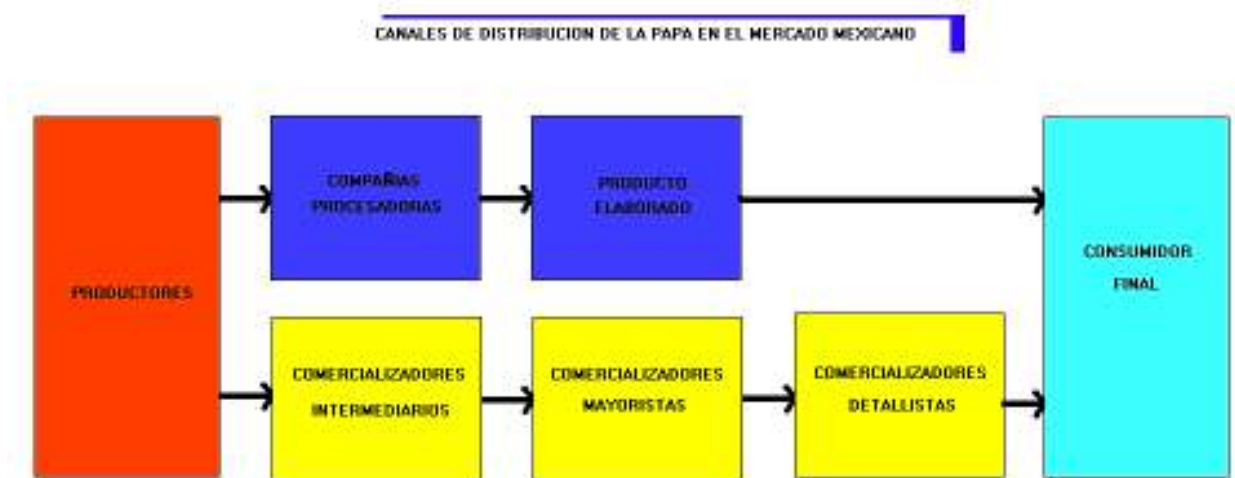 CANALES DE DISTRIBUCION DE LA PAPA EN EL MERCADO MEXICANO
PRODUCTORES
COMPAÑIAS
PROCESADORAS
PRODUCTO
ELABORADO
COMERCIALIZADORES
INTERMEDIARIOS
COMERCIALIZADORES
MAYORISTAS
COMERCIALIZADORES
DETALLISTAS
CONSUMIDOR
FINAL